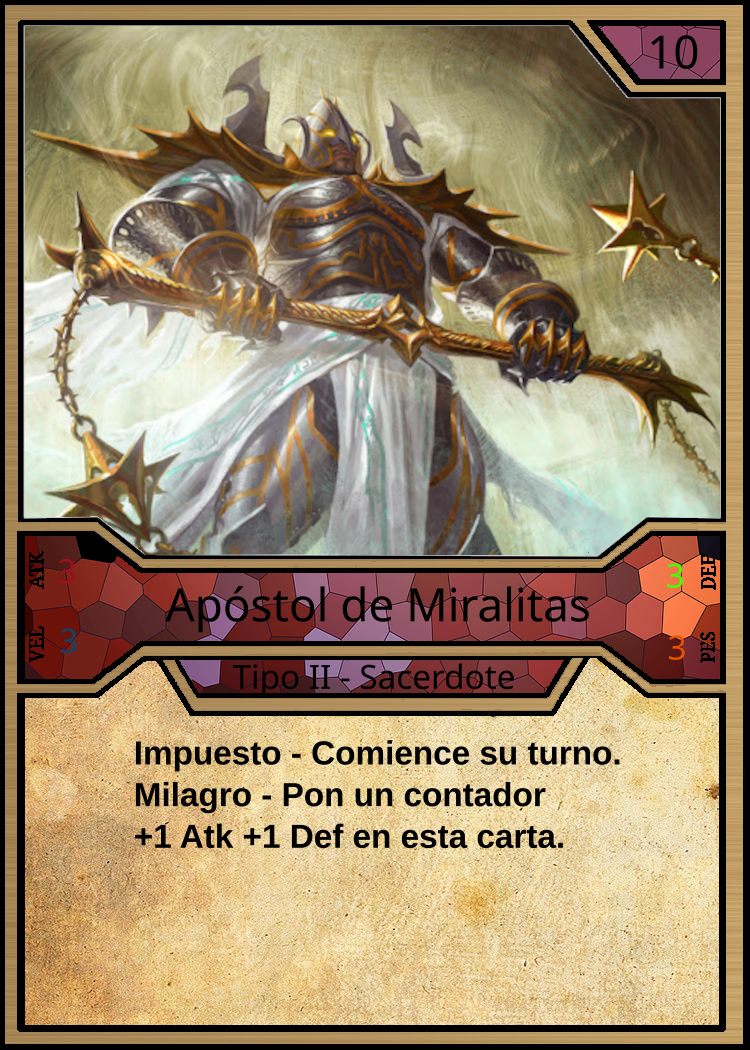 10
ATK 3
3 DEF
Apóstol de Miralitas
VEL 3
3 PES
Tipo II - Sacerdote
Impuesto - Comience su turno.
Milagro - Pon un contador
+1 Atk +1 Def en esta carta.